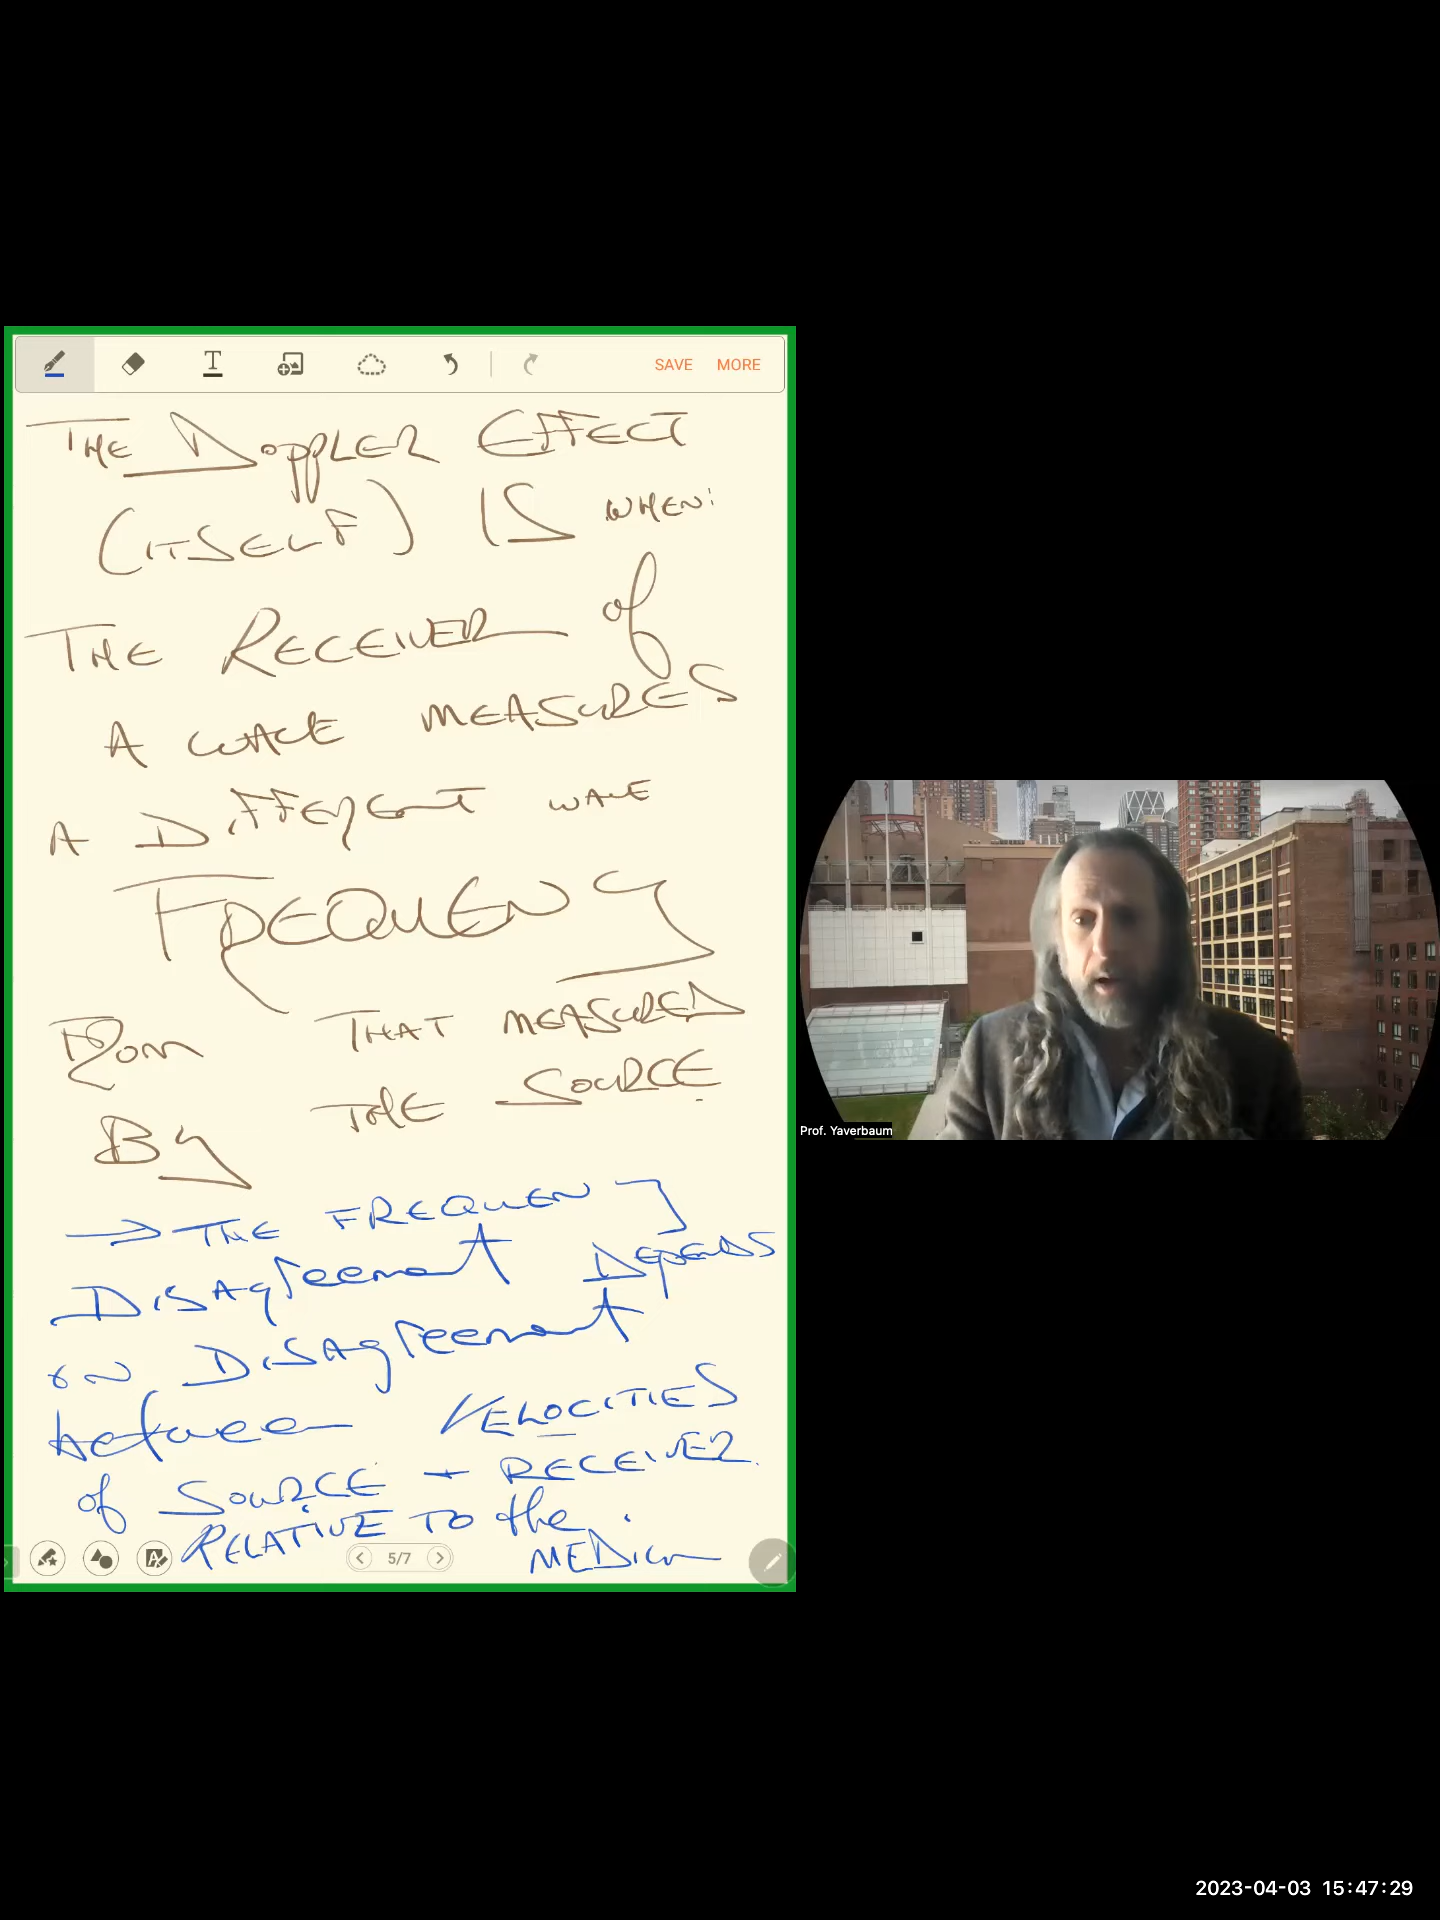 T
SAVE MORE
THE DOPPLER EFFECT
(ITSELF) IS WHEN:
THE RECEIVER of
A WAVE MEASURES
A DIFFERENT WAVE
FREQUENCY
FROM THAT MEASURED
BY THE SOURCE.
→ THE FREQUENCY
DISAgreement DEPENDS
ON DISAgreement
between VELOCITIES
of SOURCE + RECEIVER.
RELATIVE TO the
MEDIUM
5/7
Prof. Yaverbaum
2023-04-03 15:47:29